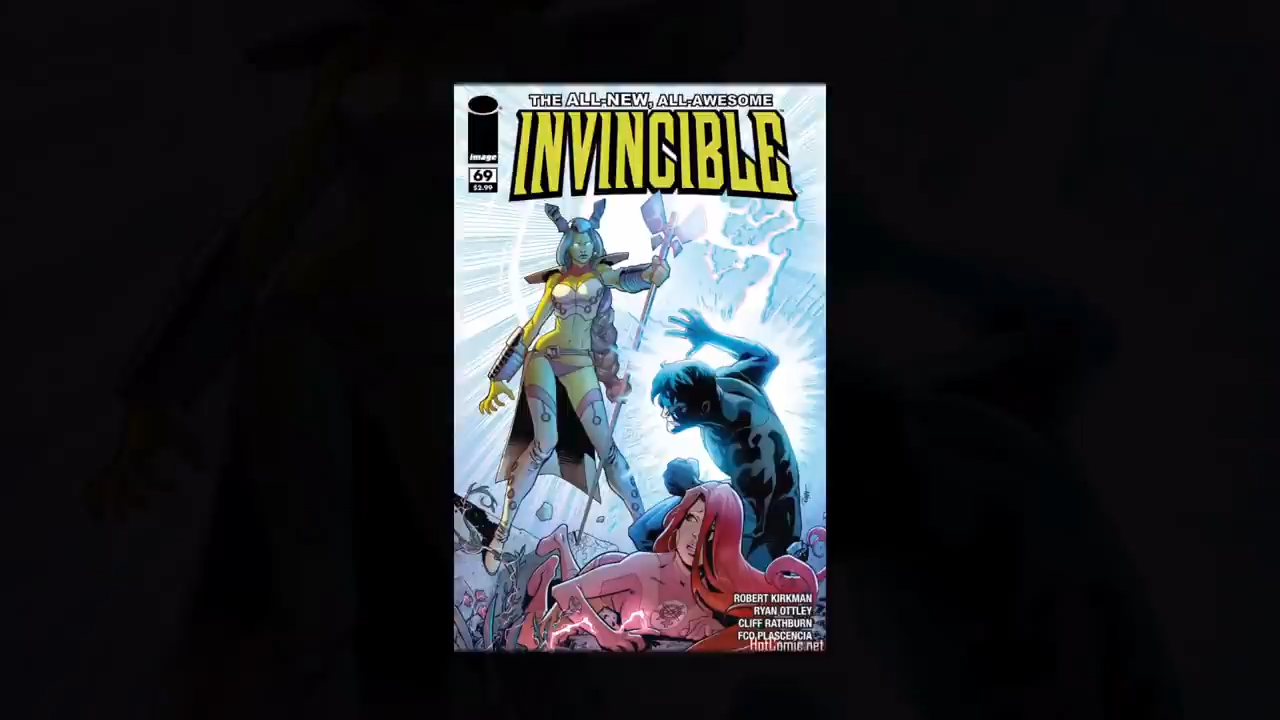 THE ALL-NEW, ALL-AWESOME
INVINCIBLE
image
69
$2.99
ROBERT KIRKMAN
RYAN OTTLEY
CLIFF RATHBURN
FCO PLASCENCIA
HotComic.net